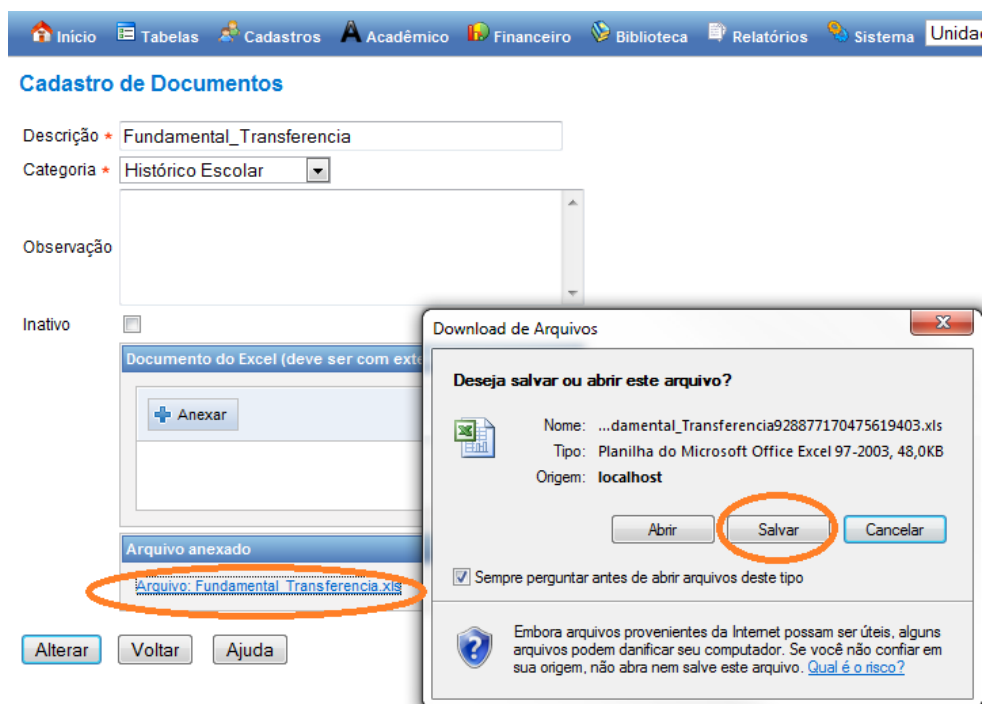 Início Tabelas Cadastros Acadêmico Financeiro Biblioteca Relatórios Sistema
Cadastro de Documentos
Descrição * Fundamental_Transferencia
Categoria * Histórico Escolar
Observação
Inativo
Documento do Excel (deve ser com
Anexar
Arquivo anexado
Arquivo: Fundamental_Transferencia.xls
Alterar Voltar Ajuda
Download de Arquivos
Deseja salvar ou abrir este arquivo?
Nome: ...damental_Transferencia928877170475619403.xls
Tipo: Planilha do Microsoft Office Excel 97-2003, 48,0KB
Origem: localhost
Abrir Salvar Cancelar
Sempre perguntar antes de abrir arquivos deste tipo
Embora arquivos provenientes da Internet possam ser úteis, alguns
arquivos podem danificar seu computador. Se você não confiar em
sua origem, não abra nem salve este arquivo. Qual é o risco?